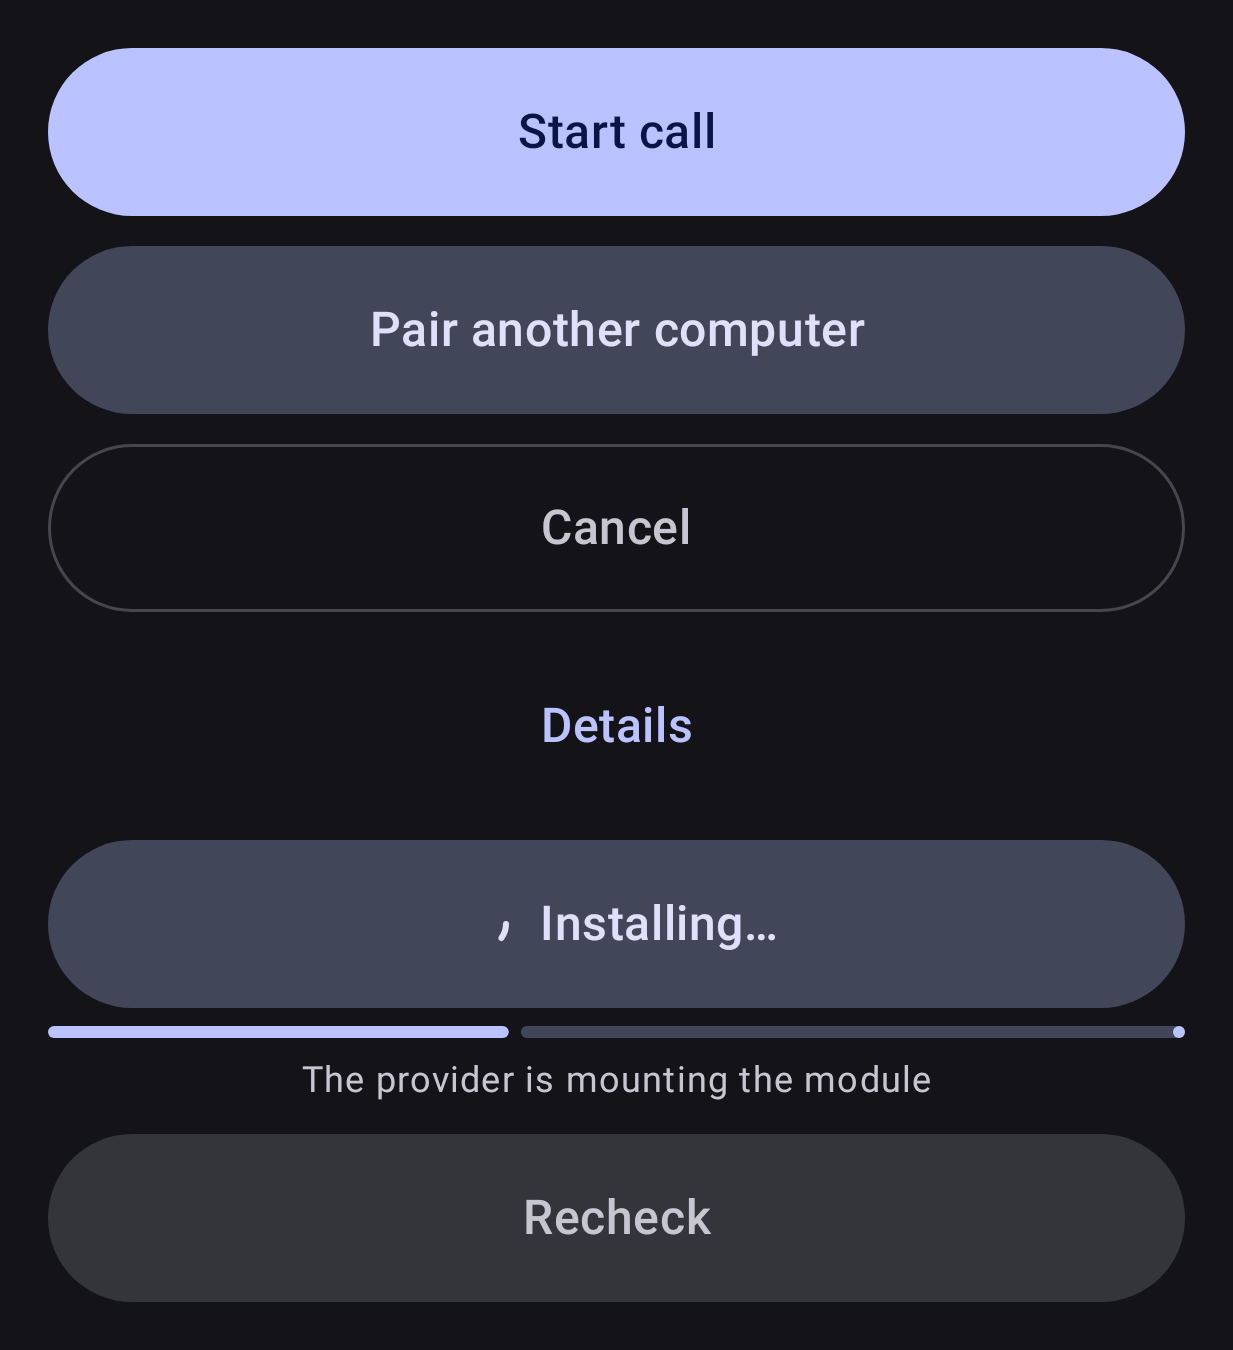 Start call
Pair another computer
Cancel
Details
Installing…
The provider is mounting the module
Recheck